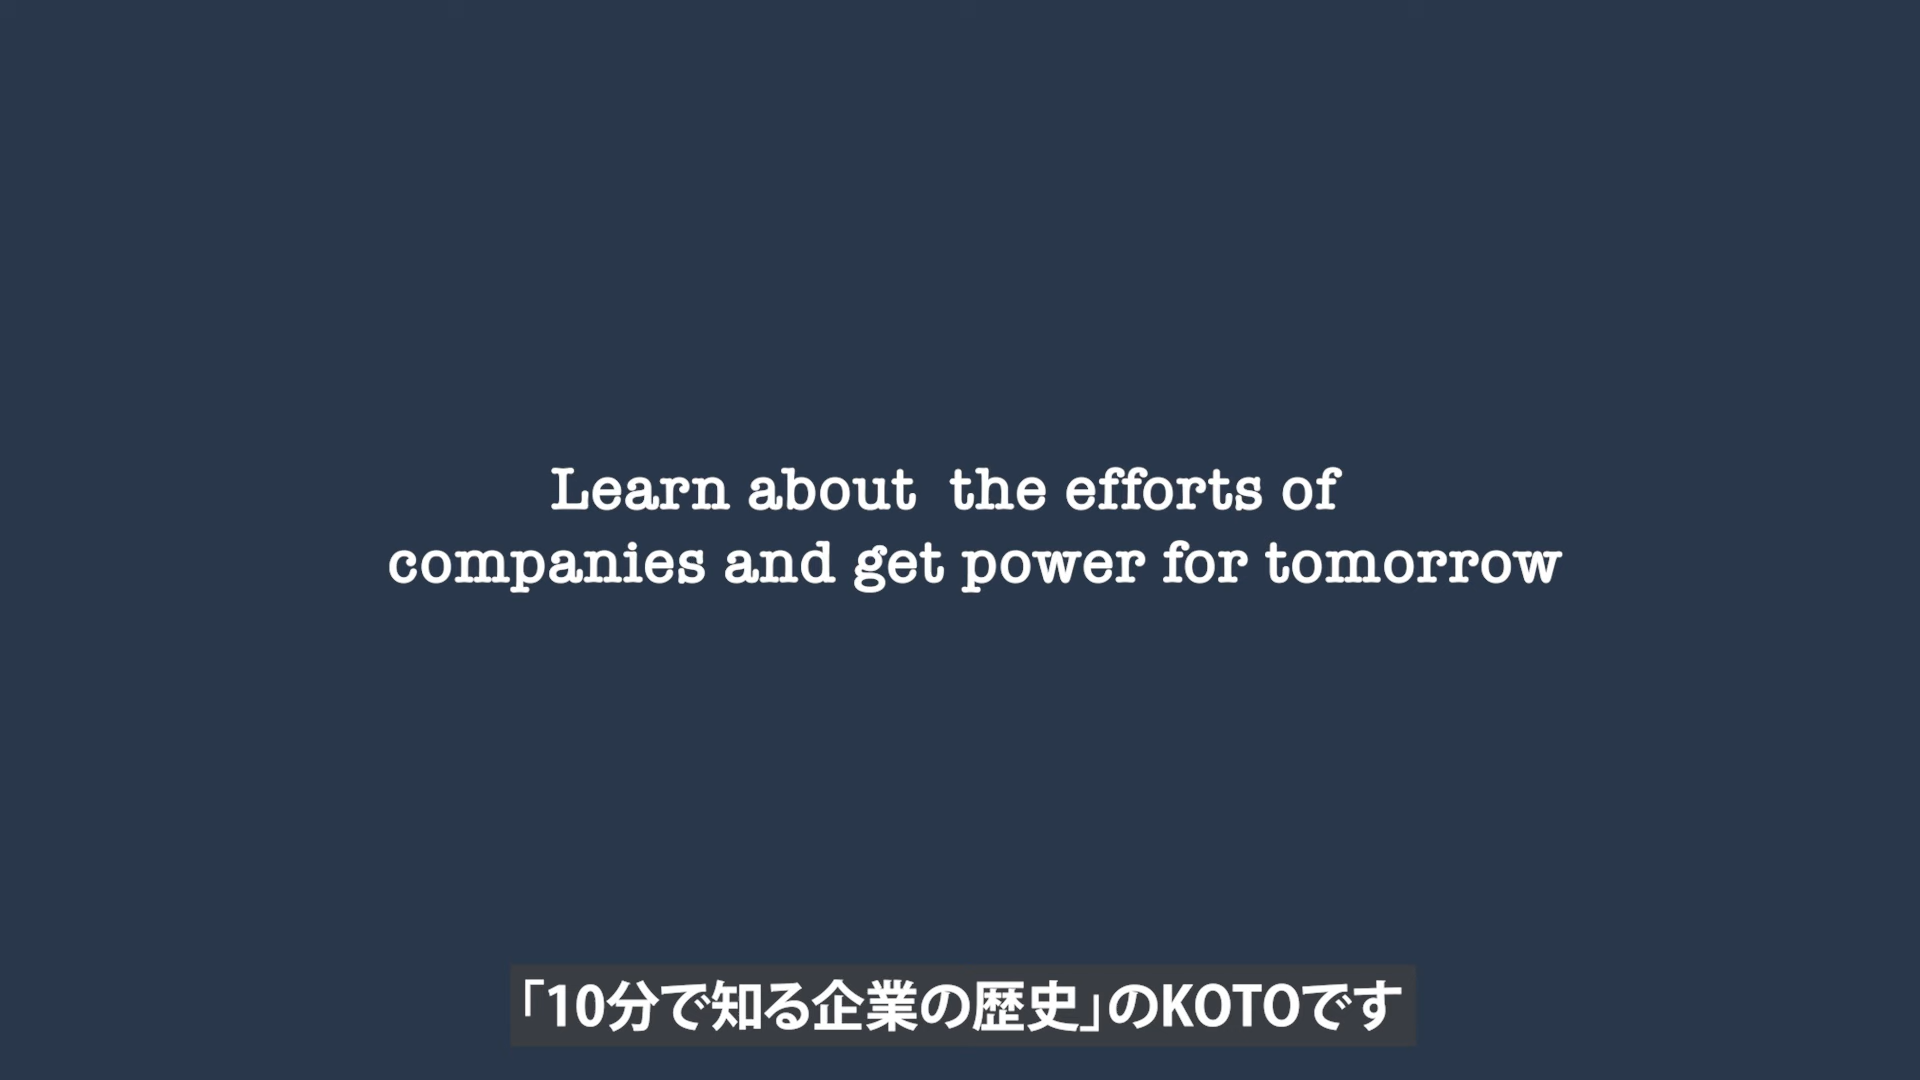 Learn about  the efforts of
companies and get power for tomorrow
「10分で知る企業の歴史」のKOTOです